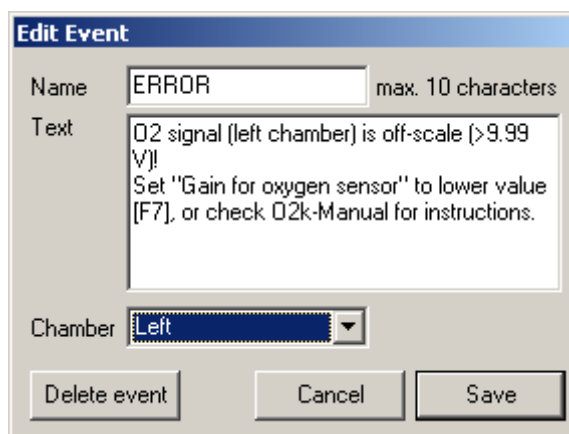 Edit Event
Name ERROR max. 10 characters
Text O2 signal (left chamber) is off-scale (>9.99
V)!
Set "Gain for oxygen sensor" to lower value
[F7], or check O2k-Manual for instructions.
Chamber Left
Delete event Cancel Save